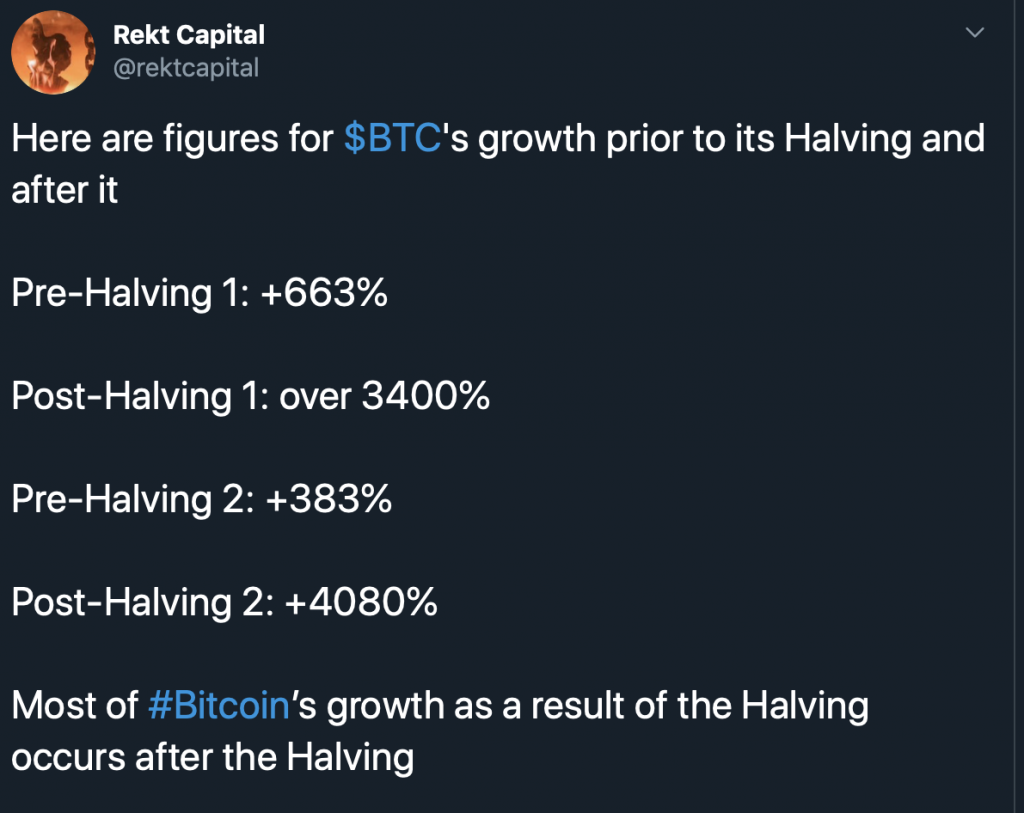 Rekt Capital
@rektcapital
Here are figures for $BTC's growth prior to its Halving and
after it
Pre-Halving 1: +663%
Post-Halving 1: over 3400%
Pre-Halving 2: +383%
Post-Halving 2: +4080%
Most of #Bitcoin’s growth as a result of the Halving
occurs after the Halving